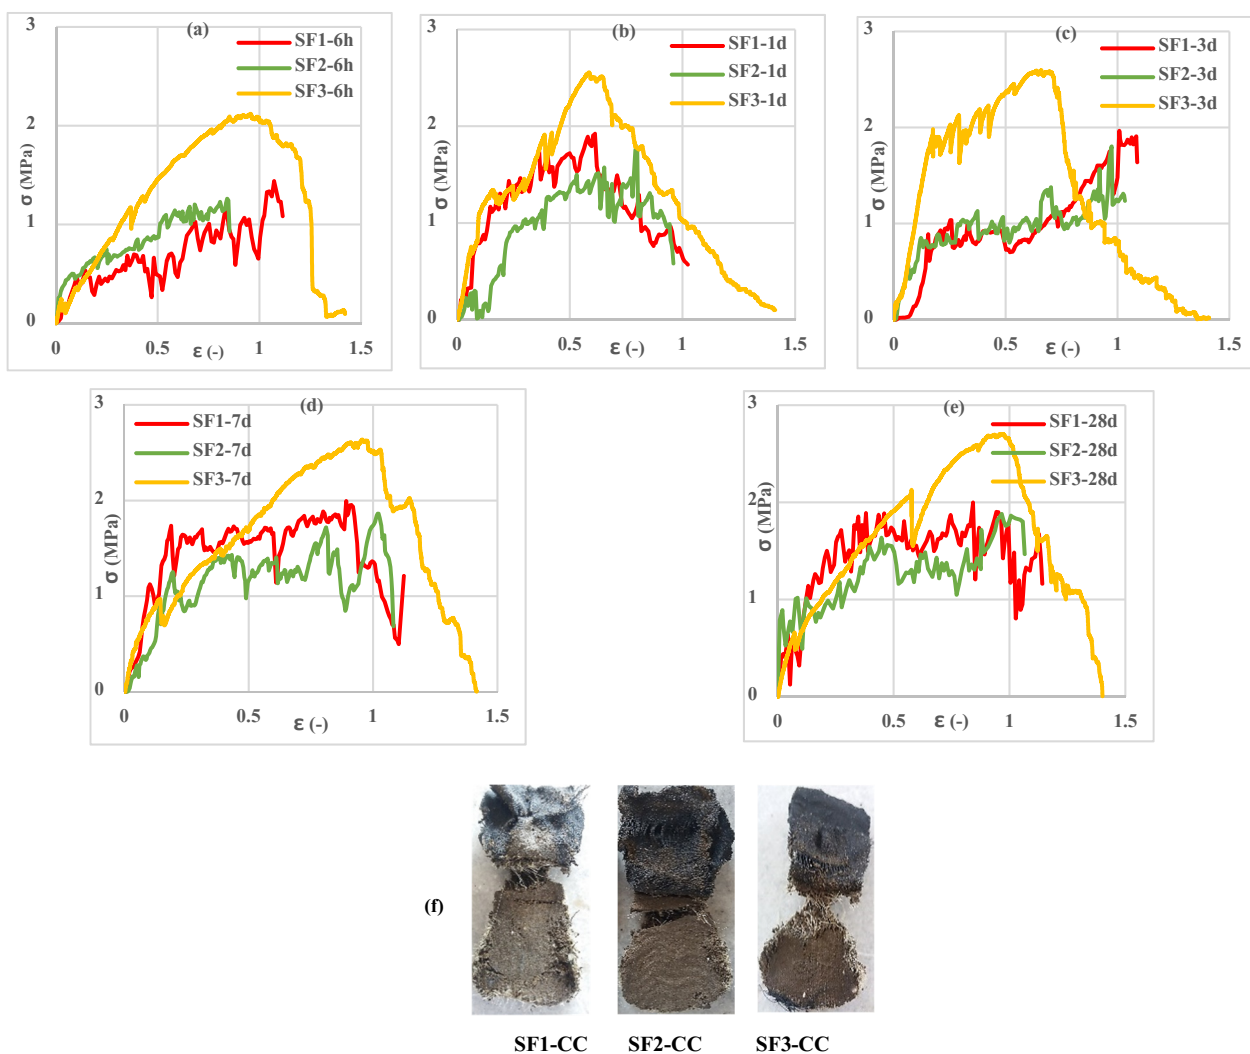 (a)
3
2
1
0
σ (MPa)
SF1-6h
SF2-6h
SF3-6h
0 0.5 1 1.5
ε (-)
(b)
3
2
1
0
σ (MPa)
SF1-1d
SF2-1d
SF3-1d
0 0.5 1 1.5
ε (-)
(c)
3
2
1
0
σ (MPa)
SF1-3d
SF2-3d
SF3-3d
0 0.5 1 1.5
ε (-)
(d)
3
2
1
0
σ (MPa)
SF1-7d
SF2-7d
SF3-7d
0 0.5 1 1.5
ε (-)
(e)
3
2
1
0
σ (MPa)
SF1-28d
SF2-28d
SF3-28d
0 0.5 1 1.5
ε (-)
(f)
SF1-CC SF2-CC SF3-CC